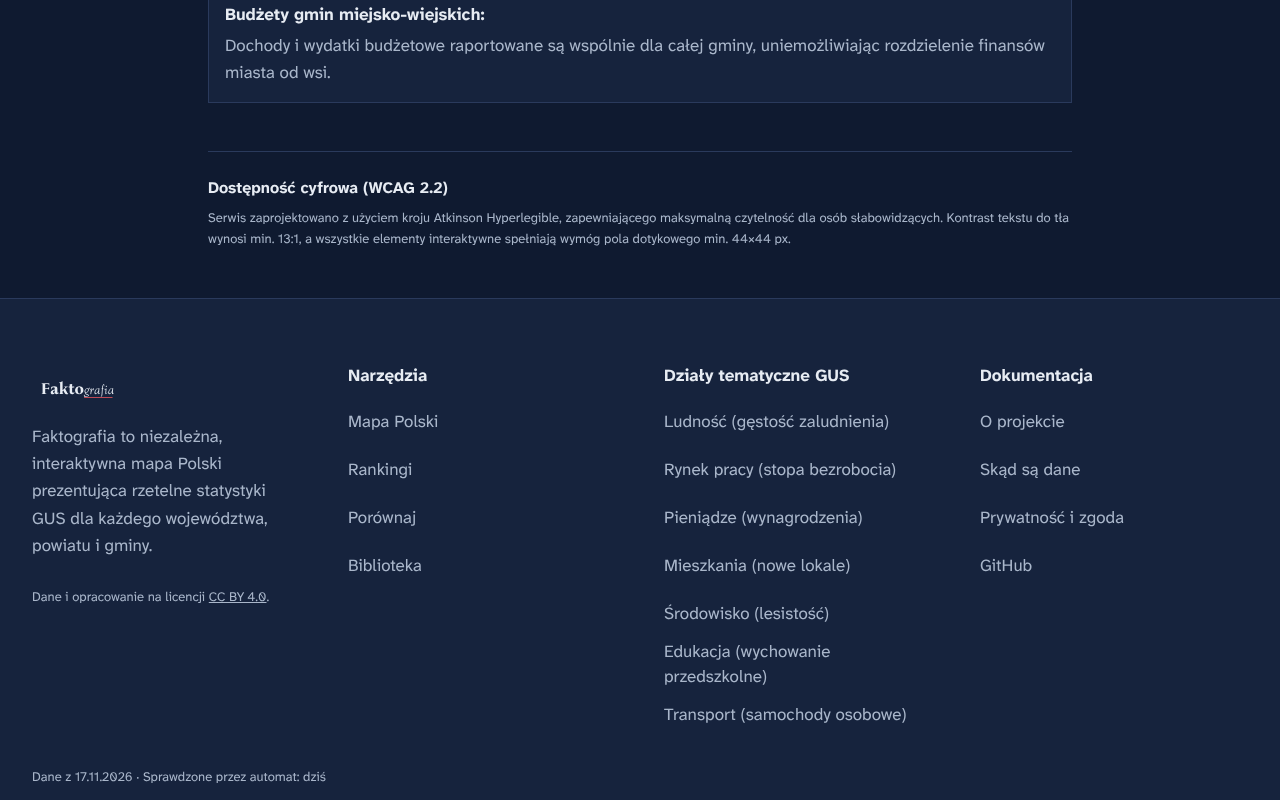 Budżety gmin miejsko-wiejskich:
Dochody i wydatki budżetowe raportowane są wspólnie dla całej gminy, uniemożliwiając rozdzielenie finansów
miasta od wsi.
Dostępność cyfrowa (WCAG 2.2)
Serwis zaprojektowano z użyciem kroju Atkinson Hyperlegible, zapewniającego maksymalną czytelność dla osób słabowidzących. Kontrast tekstu do tła
wynosi min. 13:1, a wszystkie elementy interaktywne spełniają wymóg pola dotykowego min. 44×44 px.
Faktografia
Faktografia to niezależna,
interaktywna mapa Polski
prezentująca rzetelne statystyki
GUS dla każdego województwa,
powiatu i gminy.
Dane i opracowanie na licencji CC BY 4.0.
Narzędzia
Mapa Polski
Rankingi
Porównaj
Biblioteka
Działy tematyczne GUS
Ludność (gęstość zaludnienia)
Rynek pracy (stopa bezrobocia)
Pieniądze (wynagrodzenia)
Mieszkania (nowe lokale)
Środowisko (lesistość)
Edukacja (wychowanie
przedszkolne)
Transport (samochody osobowe)
Dokumentacja
O projekcie
Skąd są dane
Prywatność i zgoda
GitHub
Dane z 17.11.2026 · Sprawdzone przez automat: dziś